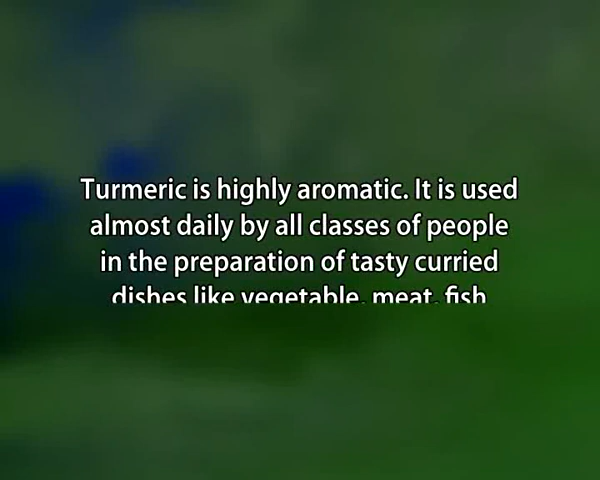 Turmeric is highly aromatic. It is used
almost daily by all classes of people
in the preparation of tasty curried
dishes like vegetable, meat, fish